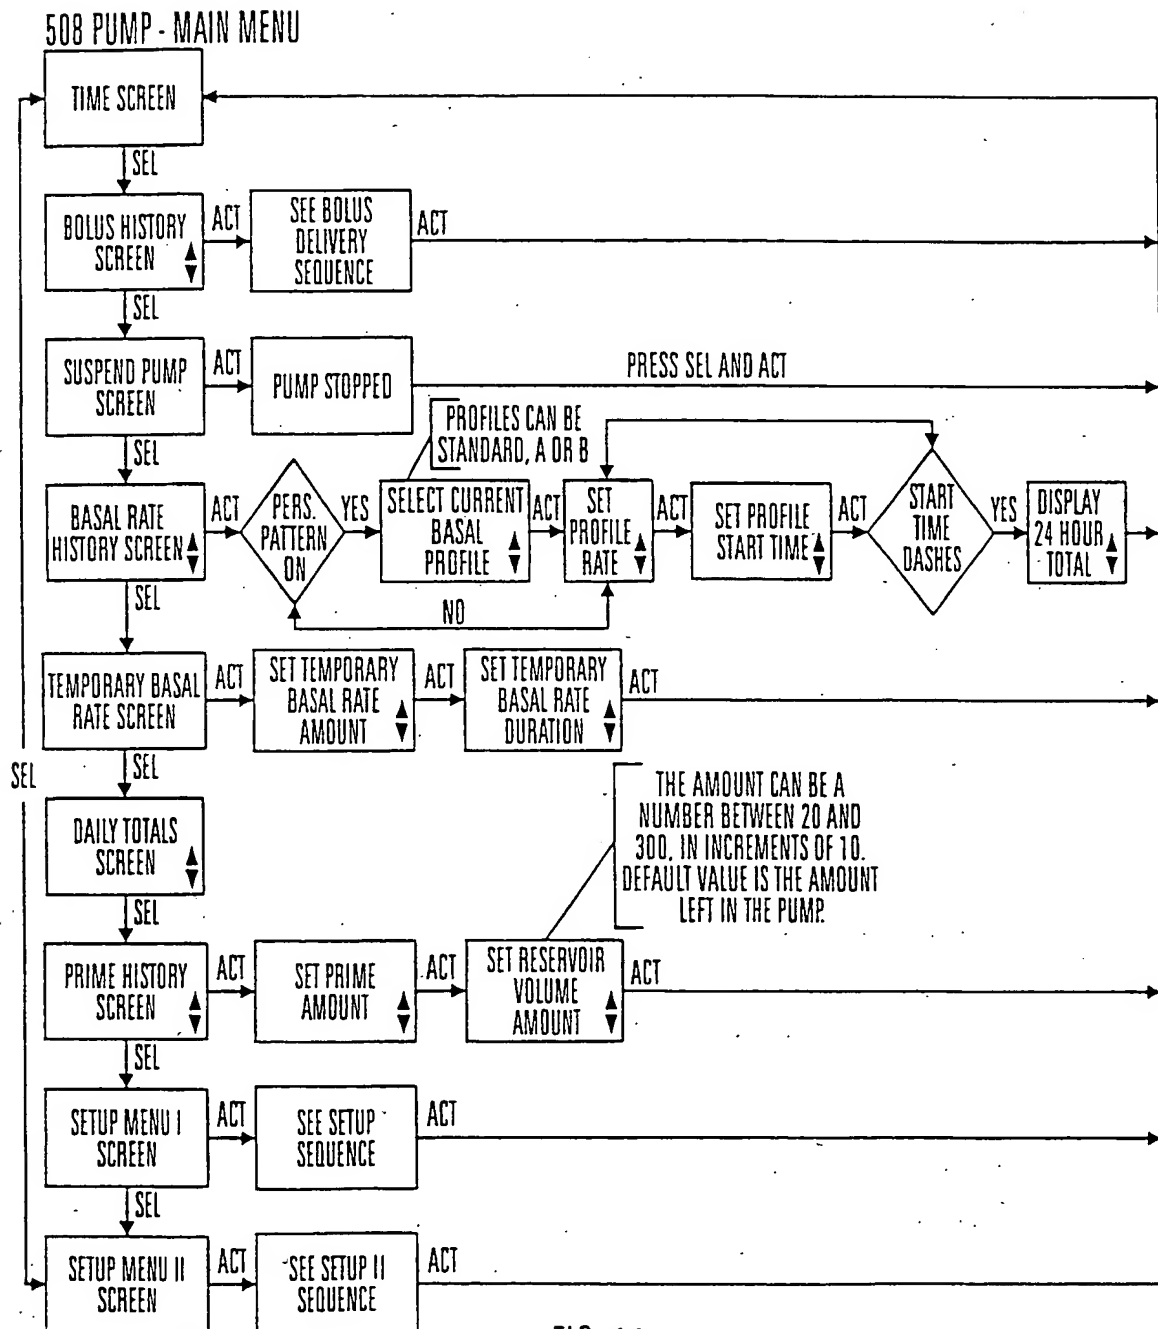 508 PUMP - MAIN MENU
TIME SCREEN
SEL
BOLUS HISTORY
SCREEN
ACT
SEE BOLUS
DELIVERY
SEQUENCE
ACT
SEL
SUSPEND PUMP
SCREEN
ACT
PUMP STOPPED
PRESS SEL AND ACT
SEL
PROFILES CAN BE
STANDARD, A OR B
BASAL RATE
HISTORY SCREEN
ACT
PERS.
PATTERN
ON
YES
SELECT CURRENT
BASAL
PROFILE
ACT
SET
PROFILE
RATE
ACT
SET PROFILE
START TIME
ACT
START
TIME
DASHES
YES
DISPLAY
24 HOUR
TOTAL
NO
SEL
TEMPORARY BASAL
RATE SCREEN
ACT
SET TEMPORARY
BASAL RATE
AMOUNT
ACT
SET TEMPORARY
BASAL RATE
DURATION
ACT
SEL
SEL
DAILY TOTALS
SCREEN
THE AMOUNT CAN BE A
NUMBER BETWEEN 20 AND
300, IN INCREMENTS OF 10.
DEFAULT VALUE IS THE AMOUNT
LEFT IN THE PUMP.
SEL
PRIME HISTORY
SCREEN
ACT
SET PRIME
AMOUNT
ACT
SET RESERVOIR
VOLUME
AMOUNT
ACT
SEL
SETUP MENU I
SCREEN
ACT
SEE SETUP
SEQUENCE
ACT
SEL
SETUP MENU II
SCREEN
ACT
SEE SETUP II
SEQUENCE
ACT